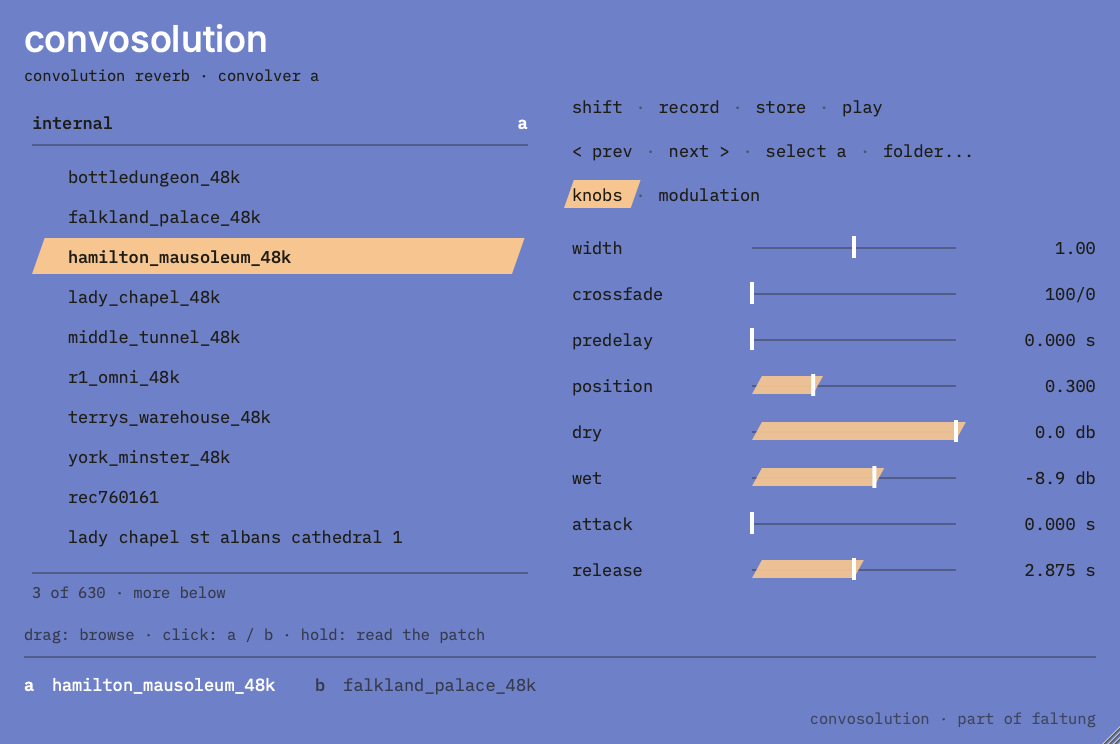 convosolution
convolution reverb · convolver a
internal a
bottledungeon_48k
falkland_palace_48k
hamilton_mausoleum_48k
lady_chapel_48k
middle_tunnel_48k
r1_omni_48k
terrys_warehouse_48k
york_minster_48k
rec760161
lady chapel st albans cathedral 1
3 of 630 · more below
shift · record · store · play
< prev · next > · select a · folder...
knobs · modulation
width 1.00
crossfade 100/0
predelay 0.000 s
position 0.300
dry 0.0 db
wet -8.9 db
attack 0.000 s
release 2.875 s
drag: browse · click: a / b · hold: read the patch
a hamilton_mausoleum_48k b falkland_palace_48k
convosolution · part of faltung